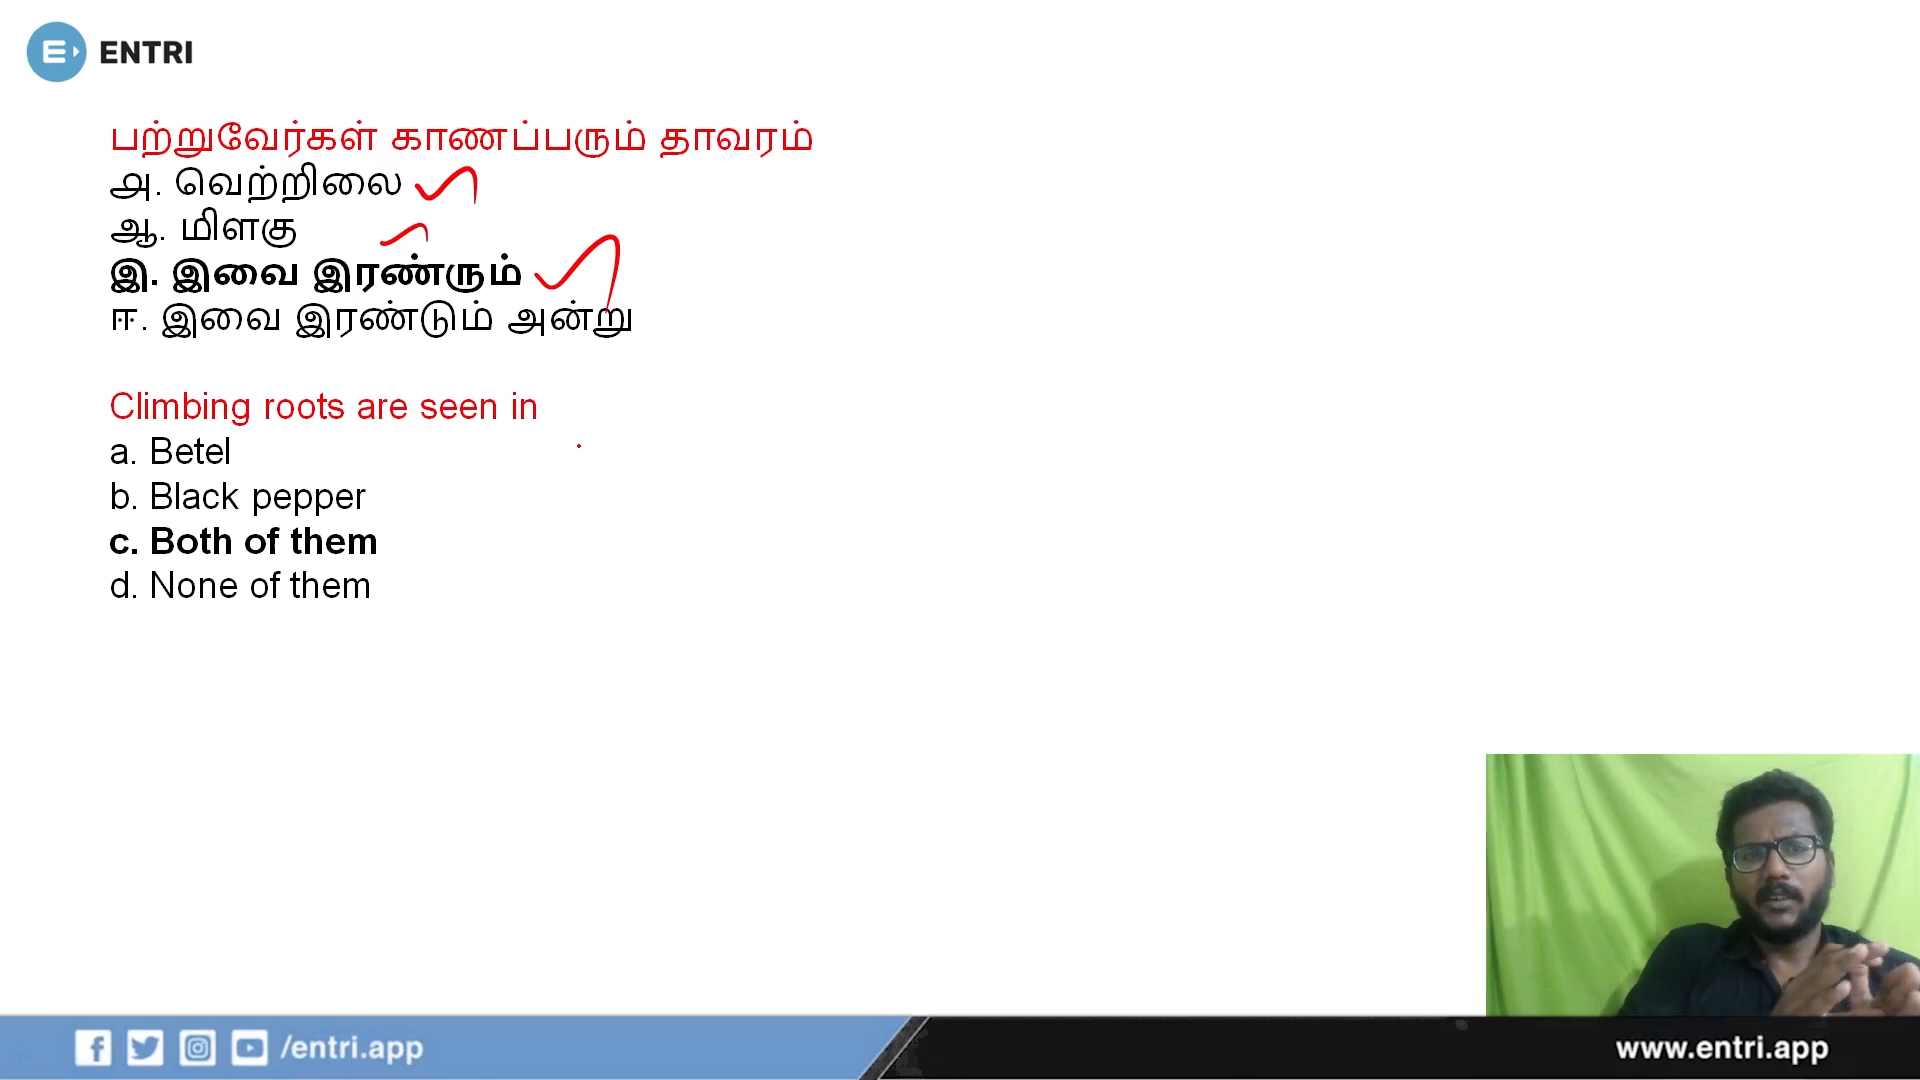 ENTRI
பற்றுவேர்கள் காணப்பரும் தாவரம்
அ. வெற்றிலை
ஆ. மிளகு
இ. இவை இரண்ரும்
ஈ. இவை இரண்டும் அன்று
Climbing roots are seen in
a. Betel
b. Black pepper
c. Both of them
d. None of them
/entri.app
www.entri.app